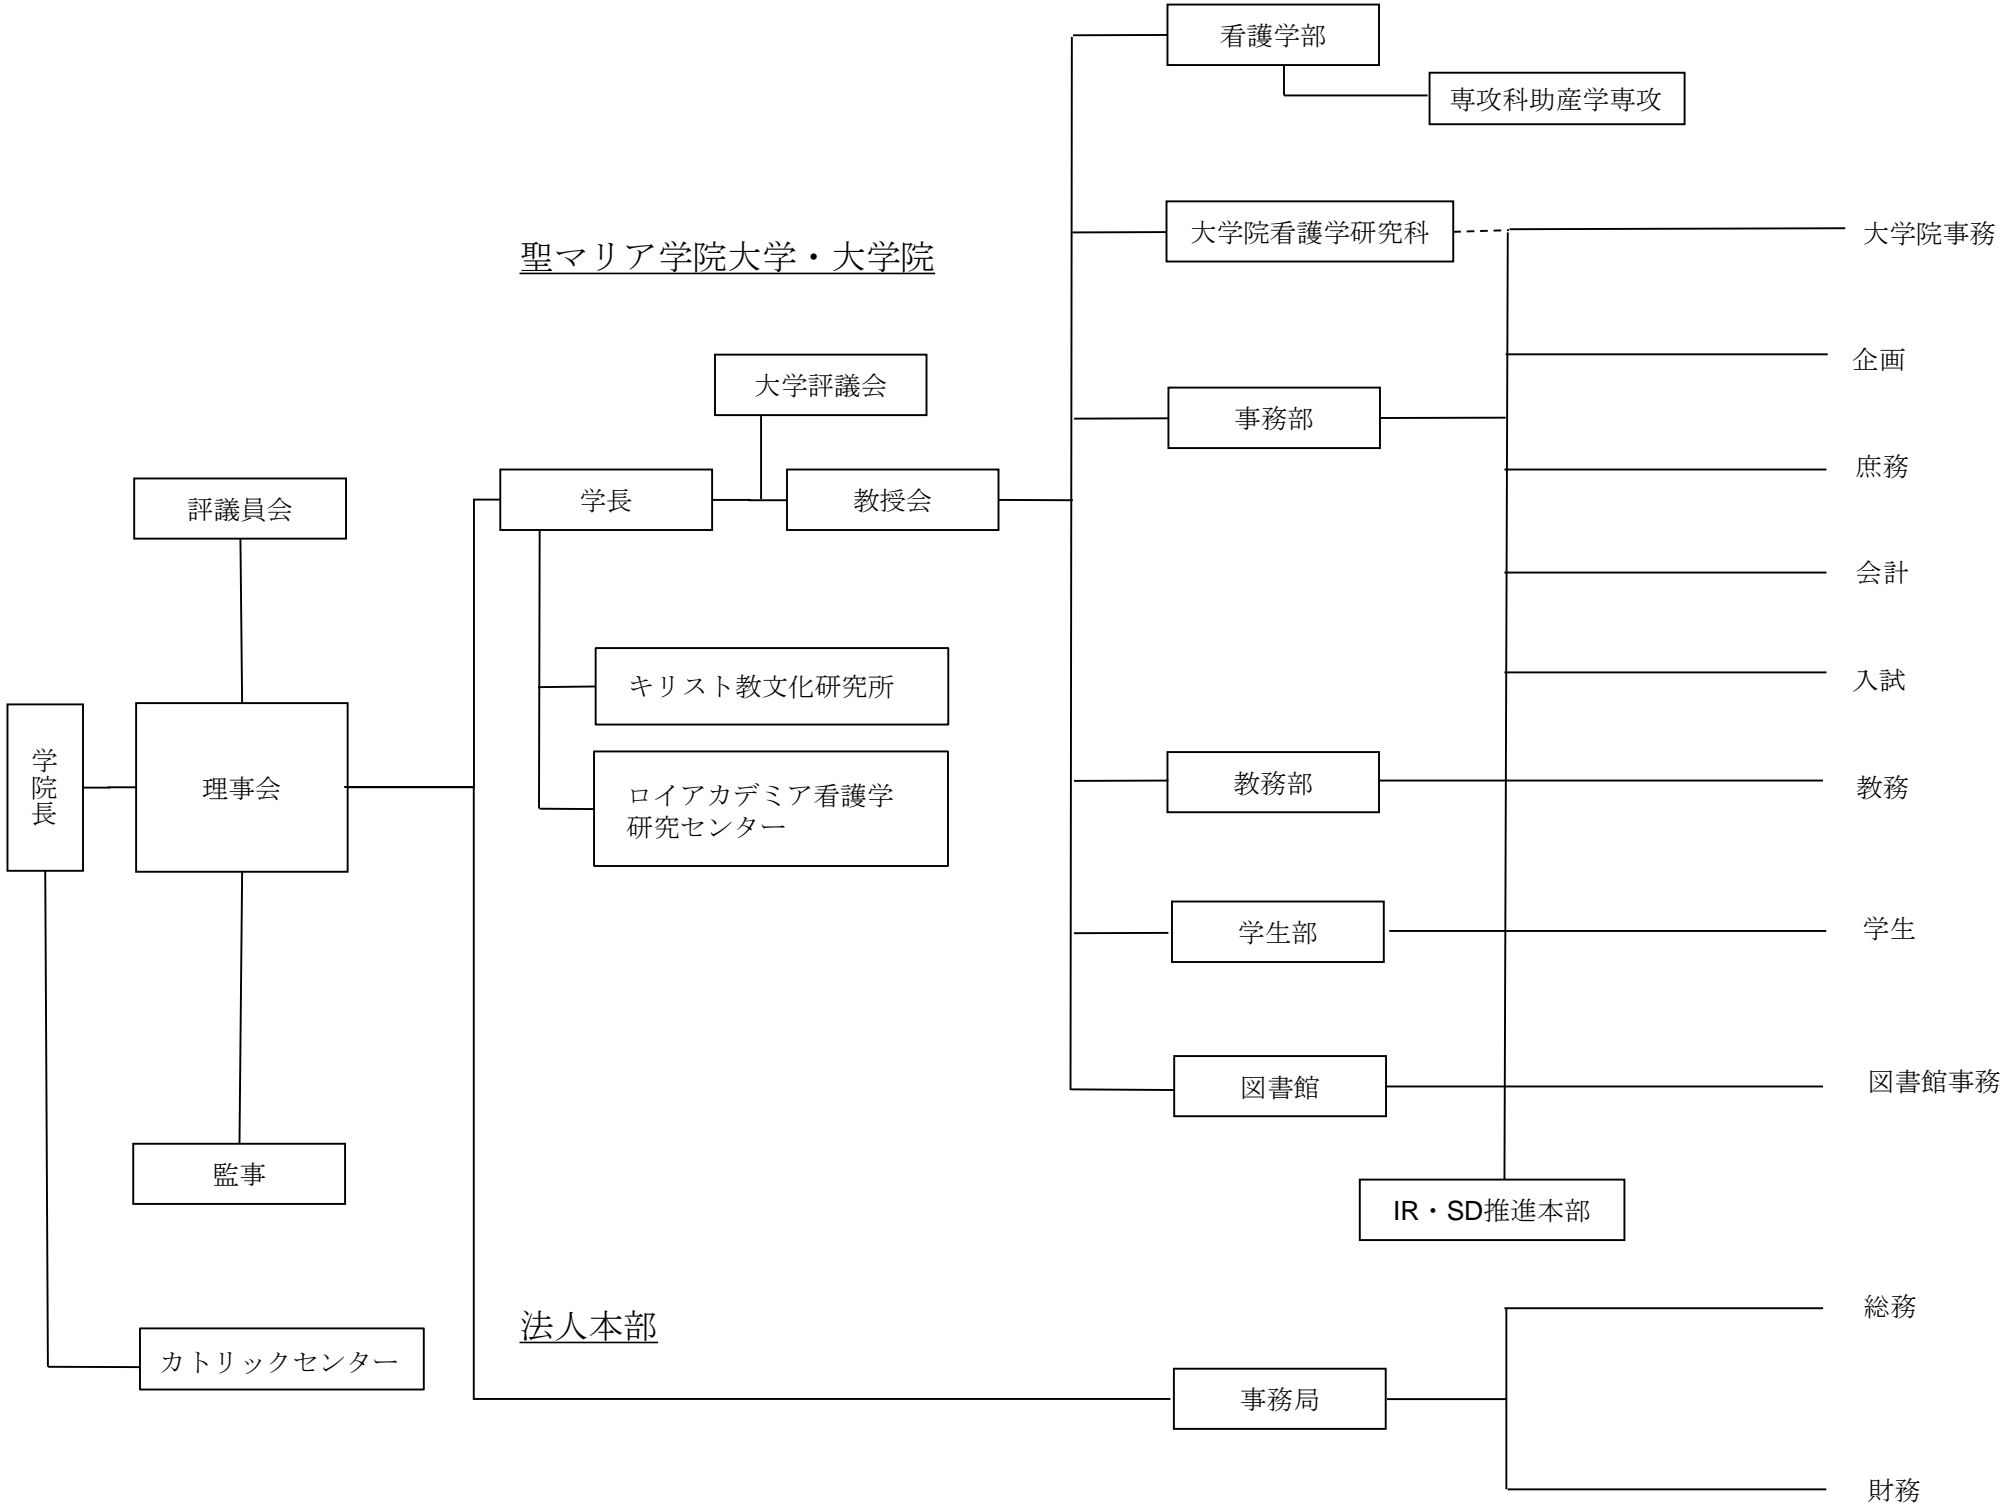 看護学部
専攻科助産学専攻
聖マリア学院大学・大学院
大学院看護学研究科
大学院事務
企画
大学評議会
事務部
庶務
評議員会
学長
教授会
会計
キリスト教文化研究所
入試
学院長
理事会
ロイアカデミア看護学
研究センター
教務部
教務
学生部
学生
図書館
図書館事務
監事
IR・SD推進本部
法人本部
総務
カトリックセンター
事務局
財務